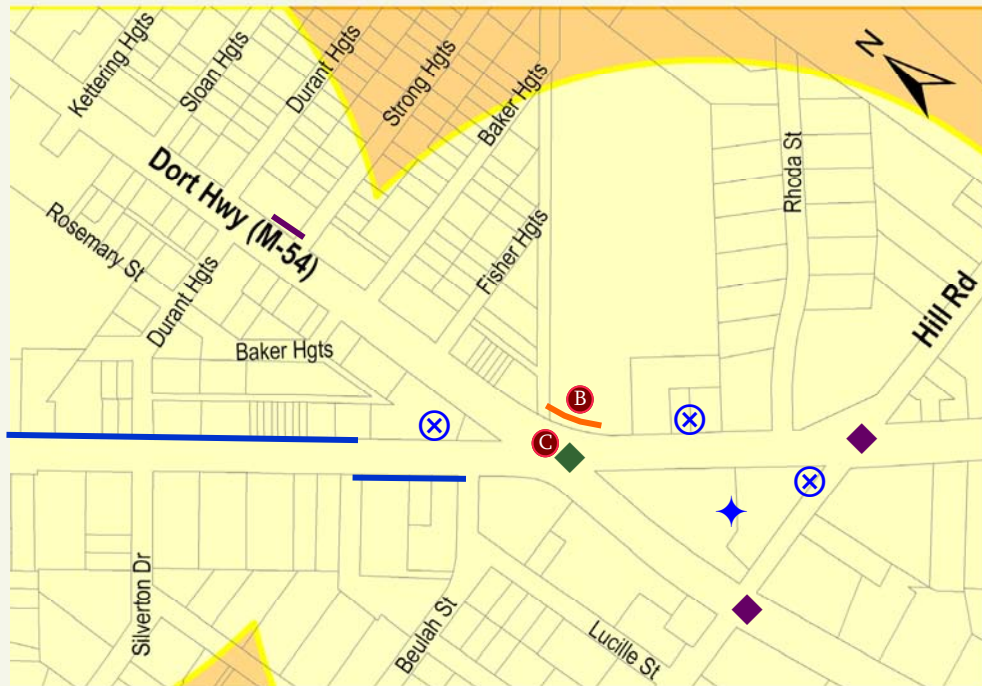 Kettering Hgts
Sloan Hgts
Durant Hgts
Strong Hgts
Baker Hgts
N
Rhoda St
Dort Hwy (M-54)
Rosemary St
Durant Hgts
Fisher Hgts
Hill Rd
Baker Hgts
B
C
Silverton Dr
Beulah St
Lucille St